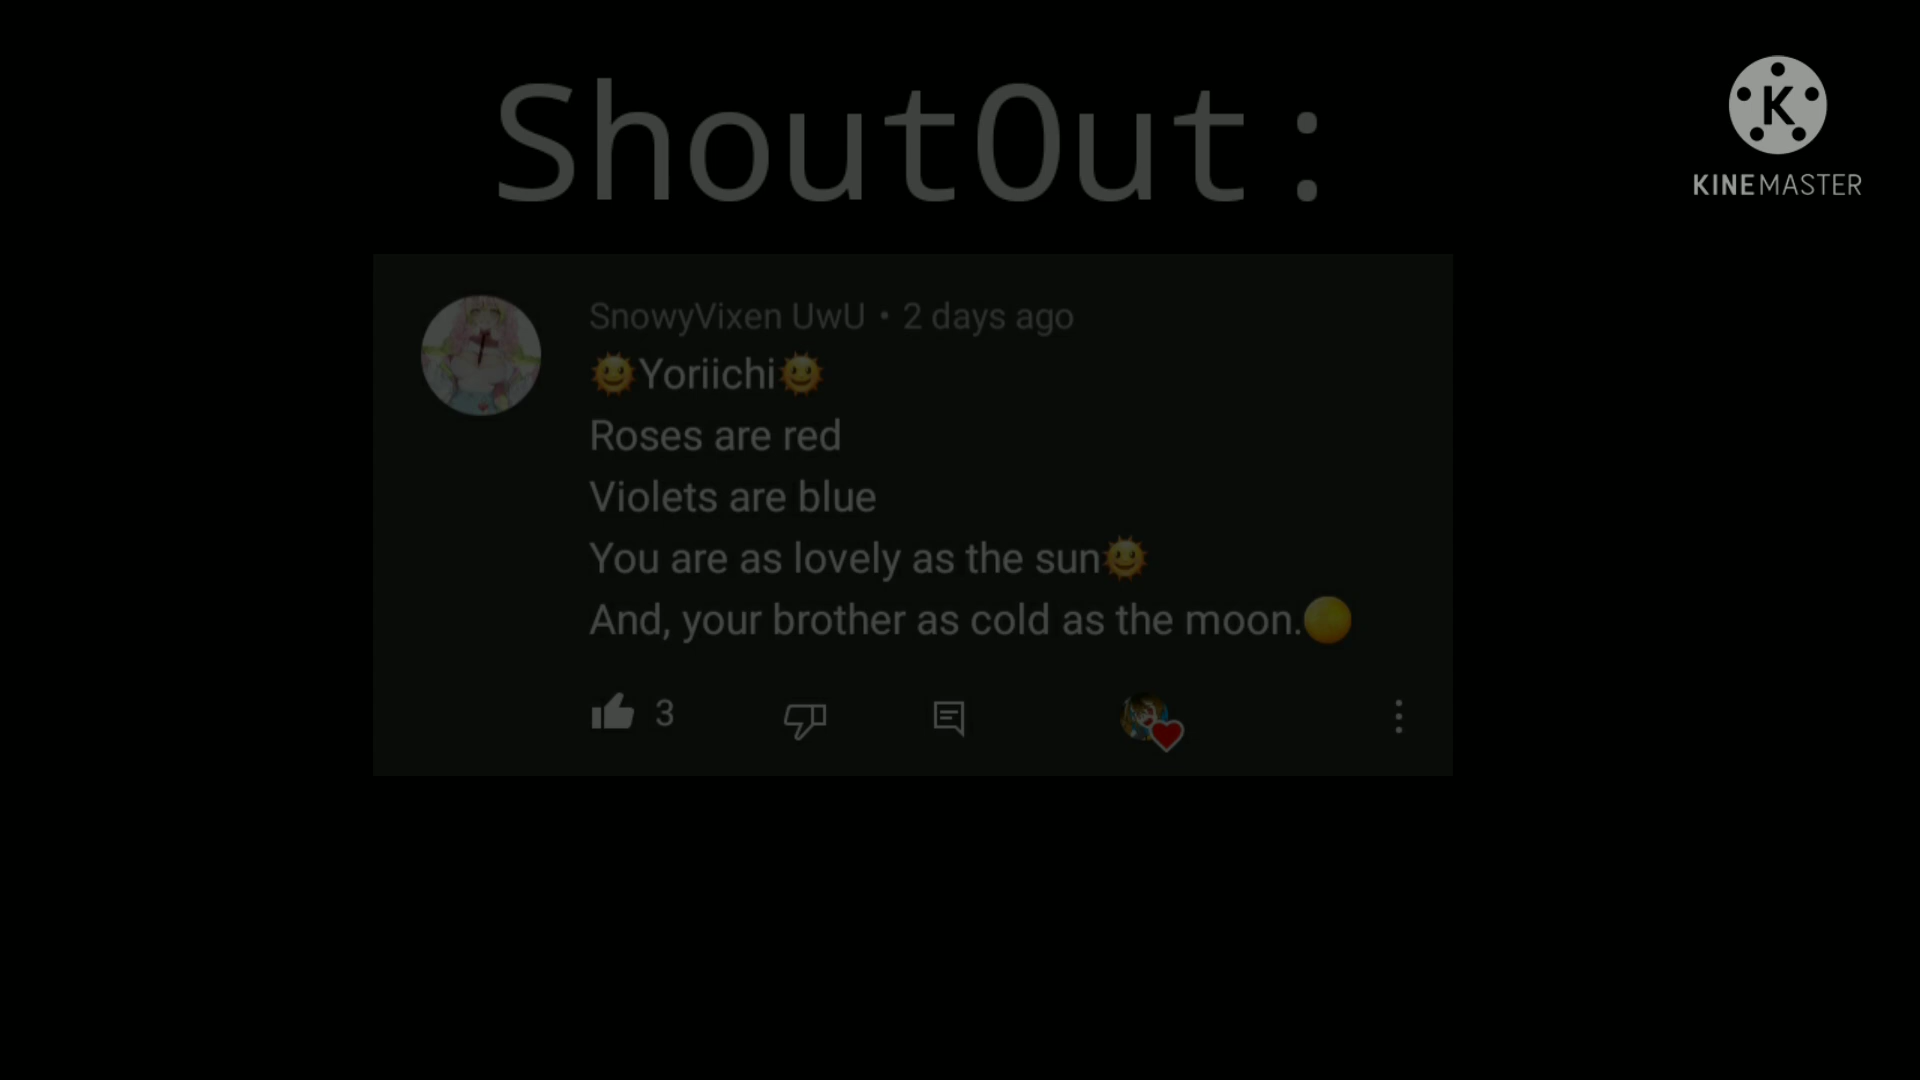 ShoutOut:
K
KINEMASTER
SnowyVixen UwU • 2 days ago
🌞Yoriichi🌞
Roses are red
Violets are blue
You are as lovely as the sun🌞
And, your brother as cold as the moon.🌕
3